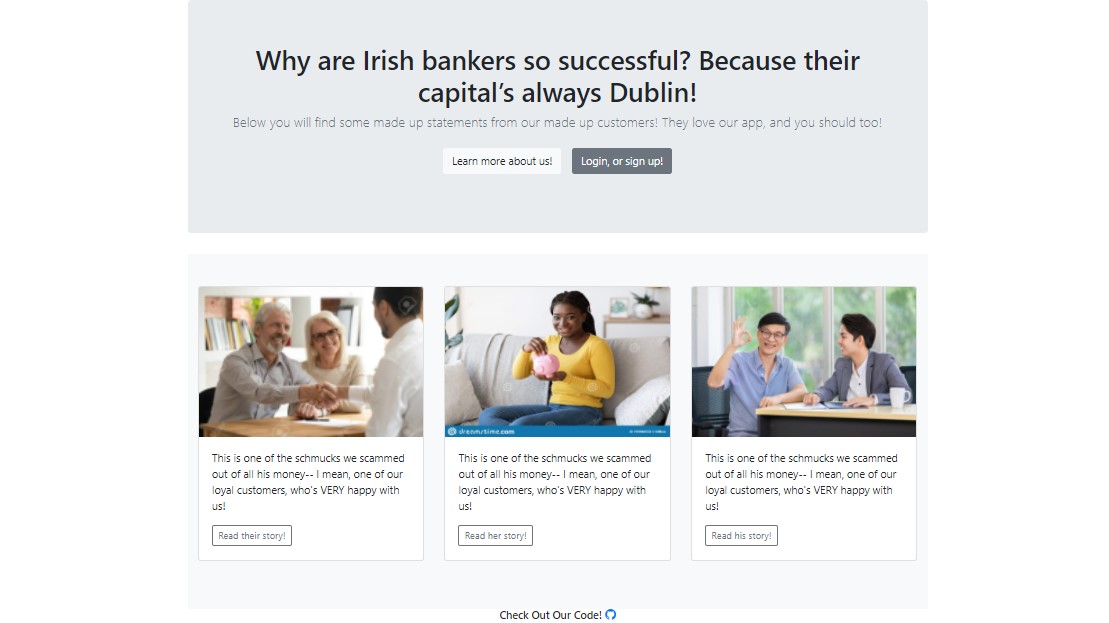 Why are Irish bankers so successful? Because their
capital’s always Dublin!
Below you will find some made up statements from our made up customers! They love our app, and you should too!
Learn more about us!
Login, or sign up!
dreamstime.com
This is one of the schmucks we scammed
out of all his money-- I mean, one of our
loyal customers, who's VERY happy with
us!
Read their story!
This is one of the schmucks we scammed
out of all his money-- I mean, one of our
loyal customers, who's VERY happy with
us!
Read her story!
This is one of the schmucks we scammed
out of all his money-- I mean, one of our
loyal customers, who's VERY happy with
us!
Read his story!
Check Out Our Code!